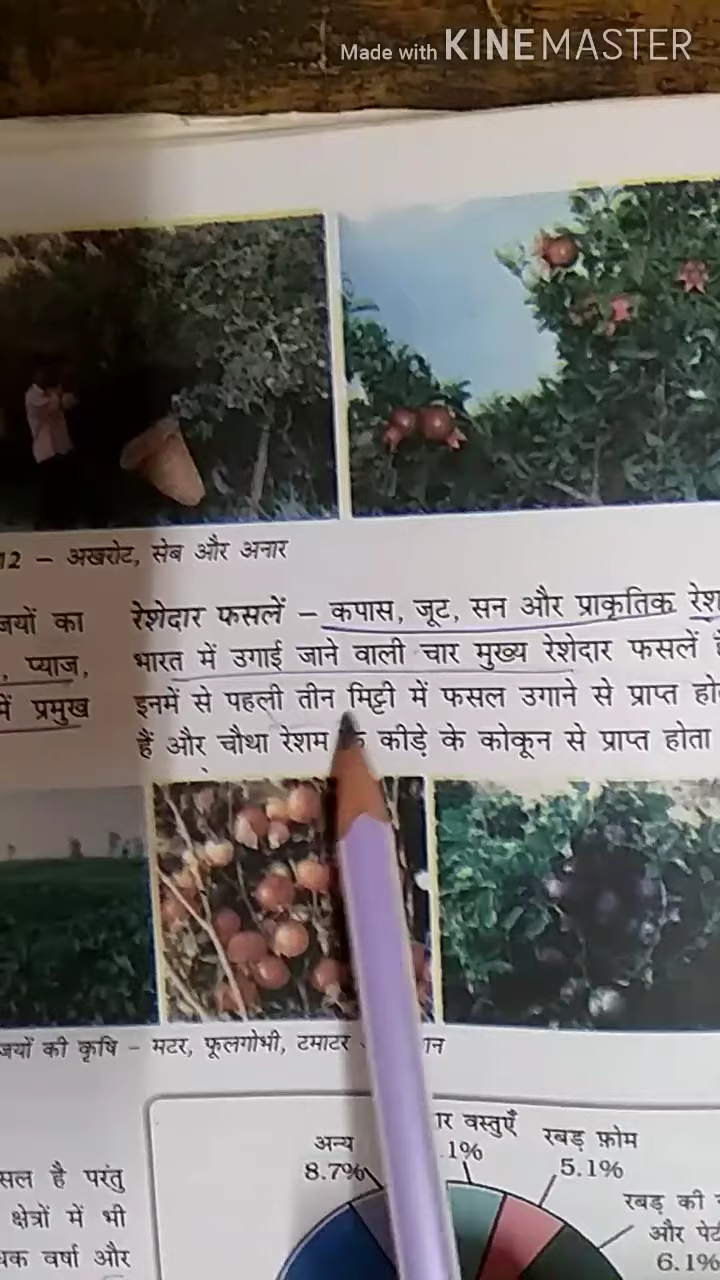 Made with KINEMASTER
12 – अखरोट, सेब और अनार
जयों का
, प्याज,
में प्रमुख
रेशेदार फसलें – कपास, जूट, सन और प्राकृतिक
भारत में उगाई जाने वाली चार मुख्य रेशेदार फसलें
इनमें से पहली तीन मिट्टी में फसल उगाने से प्राप्त
हैं और चौथा रेशम के कीड़े के कोकून से प्राप्त होता
जयों की कृषि – मटर, फूलगोभी, टमाटर
सल है परंतु
क्षेत्रों में भी
वर्षा और
अन्य
8.7%
वस्तुएँ
.1%
रबड़ फ़ोम
5.1%
रबड़ की
और
6.1%